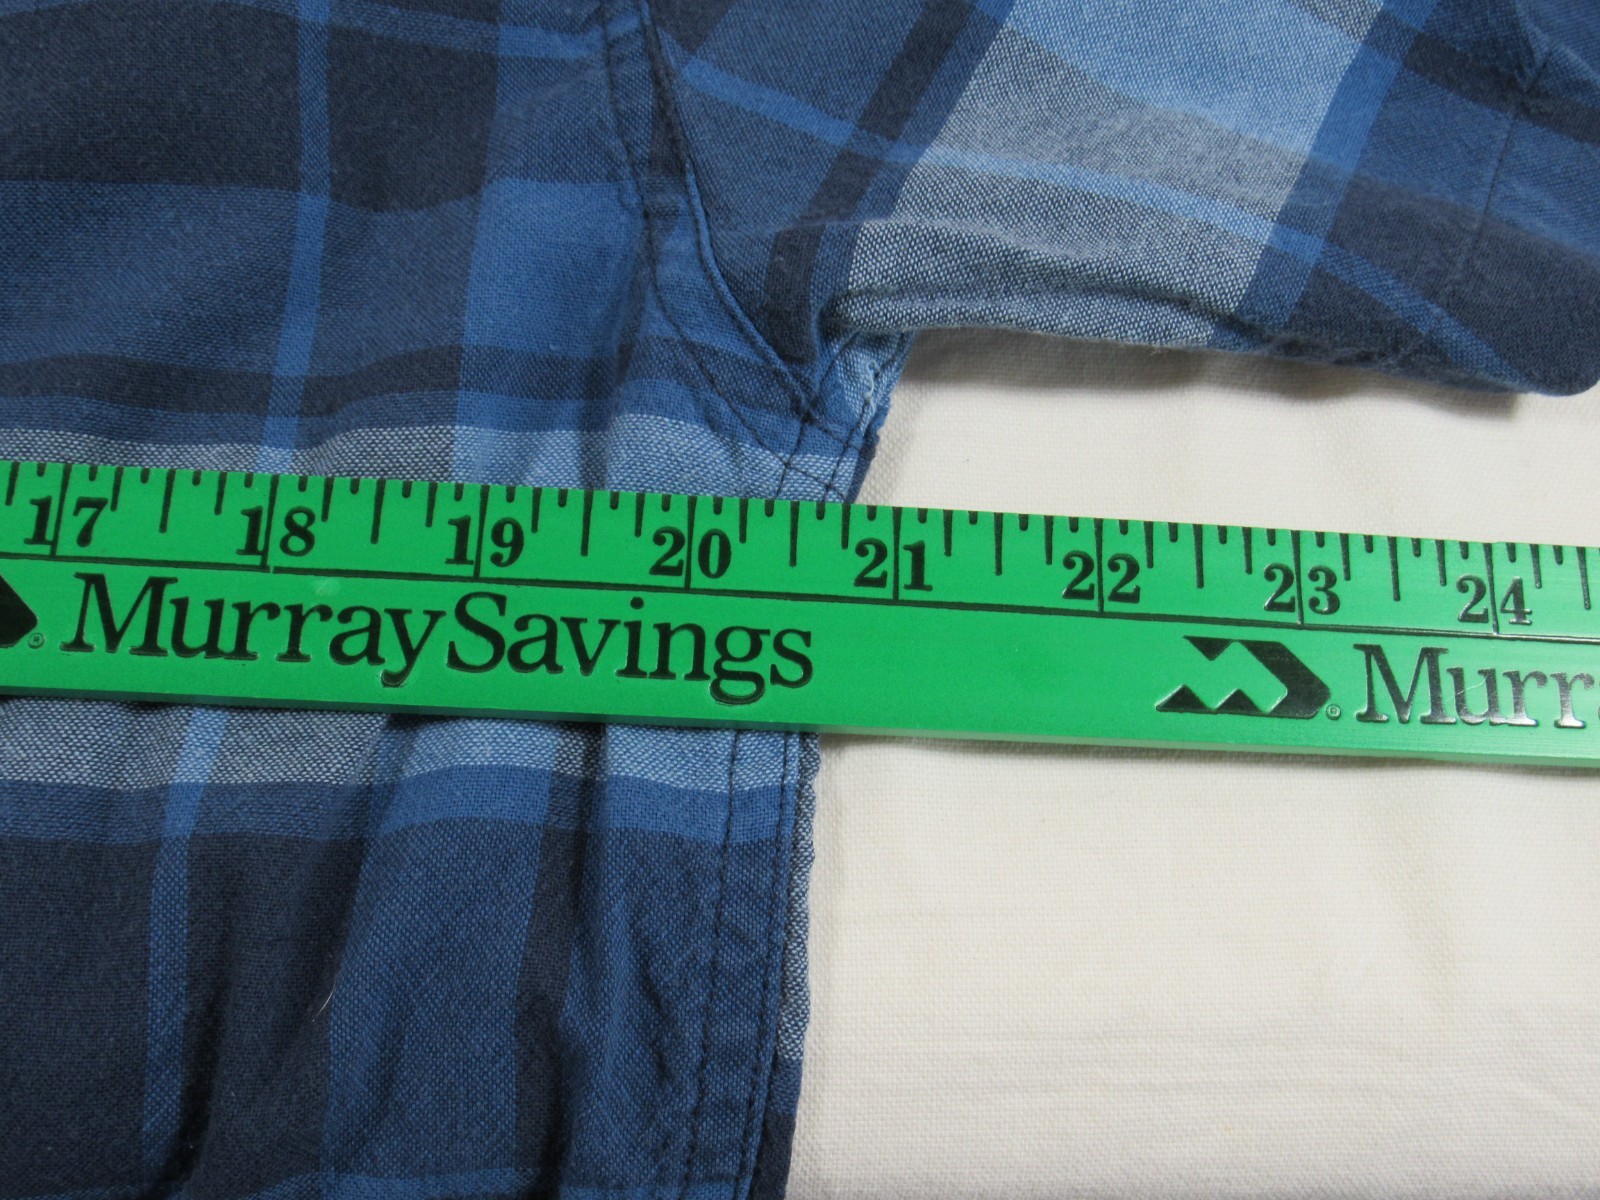 17 18 19 20 21 22 23 24
® MurraySavings ® Murra